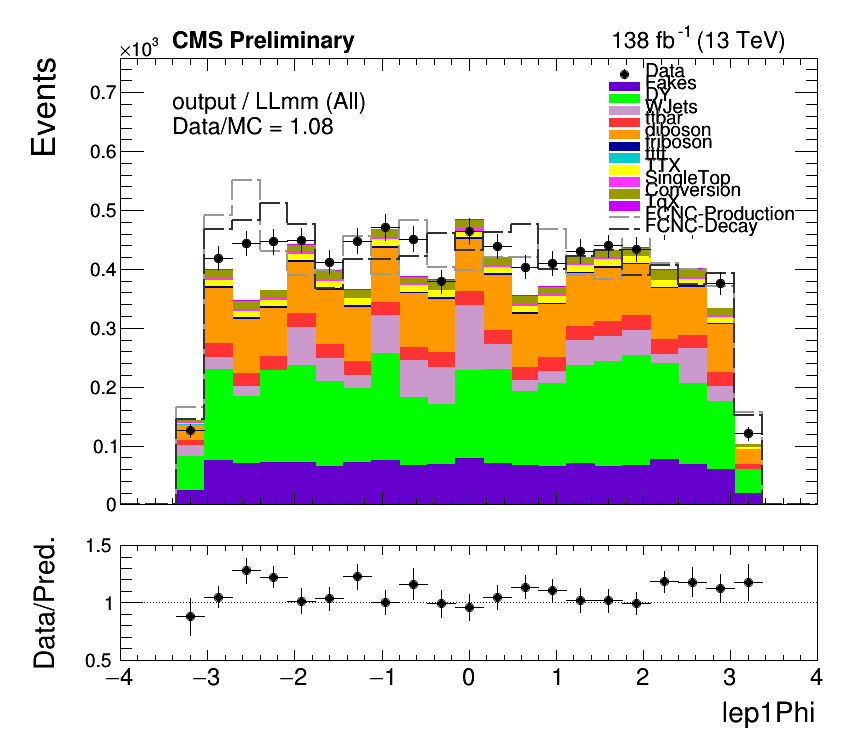 ×10³ CMS Preliminary 138 fb⁻¹ (13 TeV)
Events
output / LLmm (All)
Data/MC = 1.08
Data
Fakes
DY
WJets
ttbar
diboson
triboson
tttt
TTX
SingleTop
Conversion
TqX
FCNC-Production
FCNC-Decay
0.7
0.6
0.5
0.4
0.3
0.2
0.1
0
Data/Pred.
1.5
1
0.5
−4 −3 −2 −1 0 1 2 3 4
lep1Phi